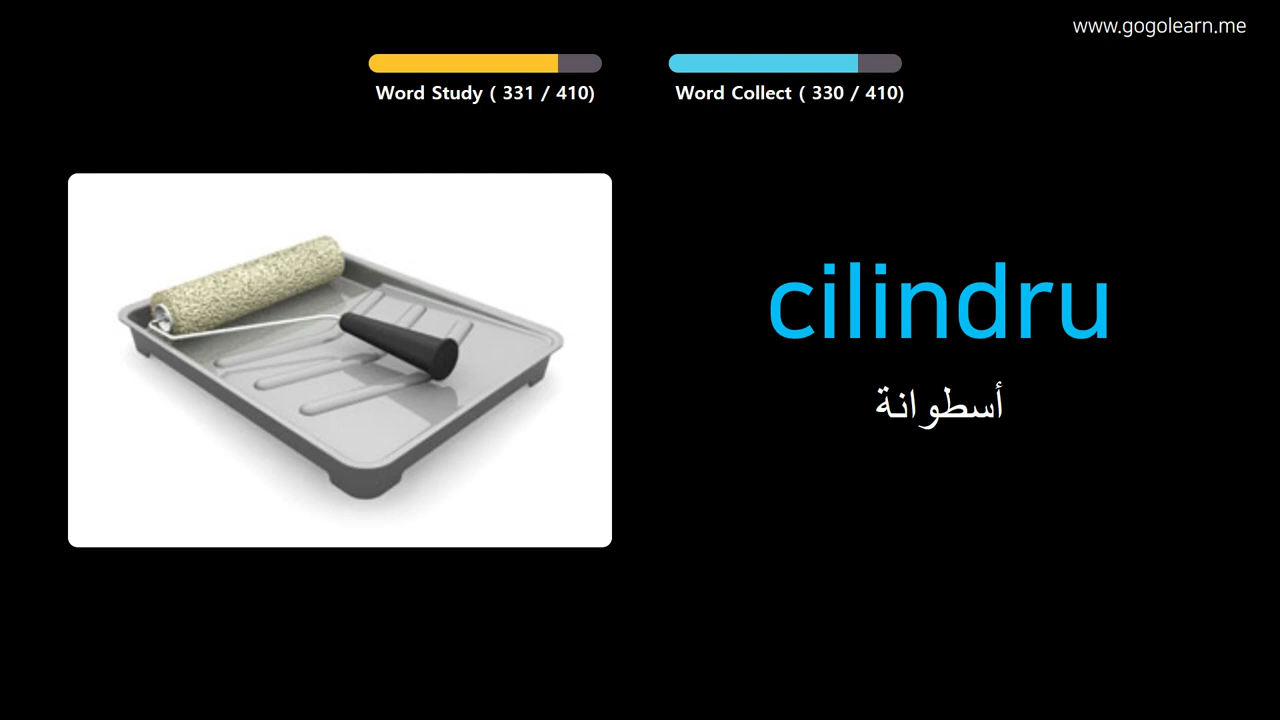 www.gogolearn.me
Word Study ( 331 / 410)
Word Collect ( 330 / 410)
cilindru
أسطوانة